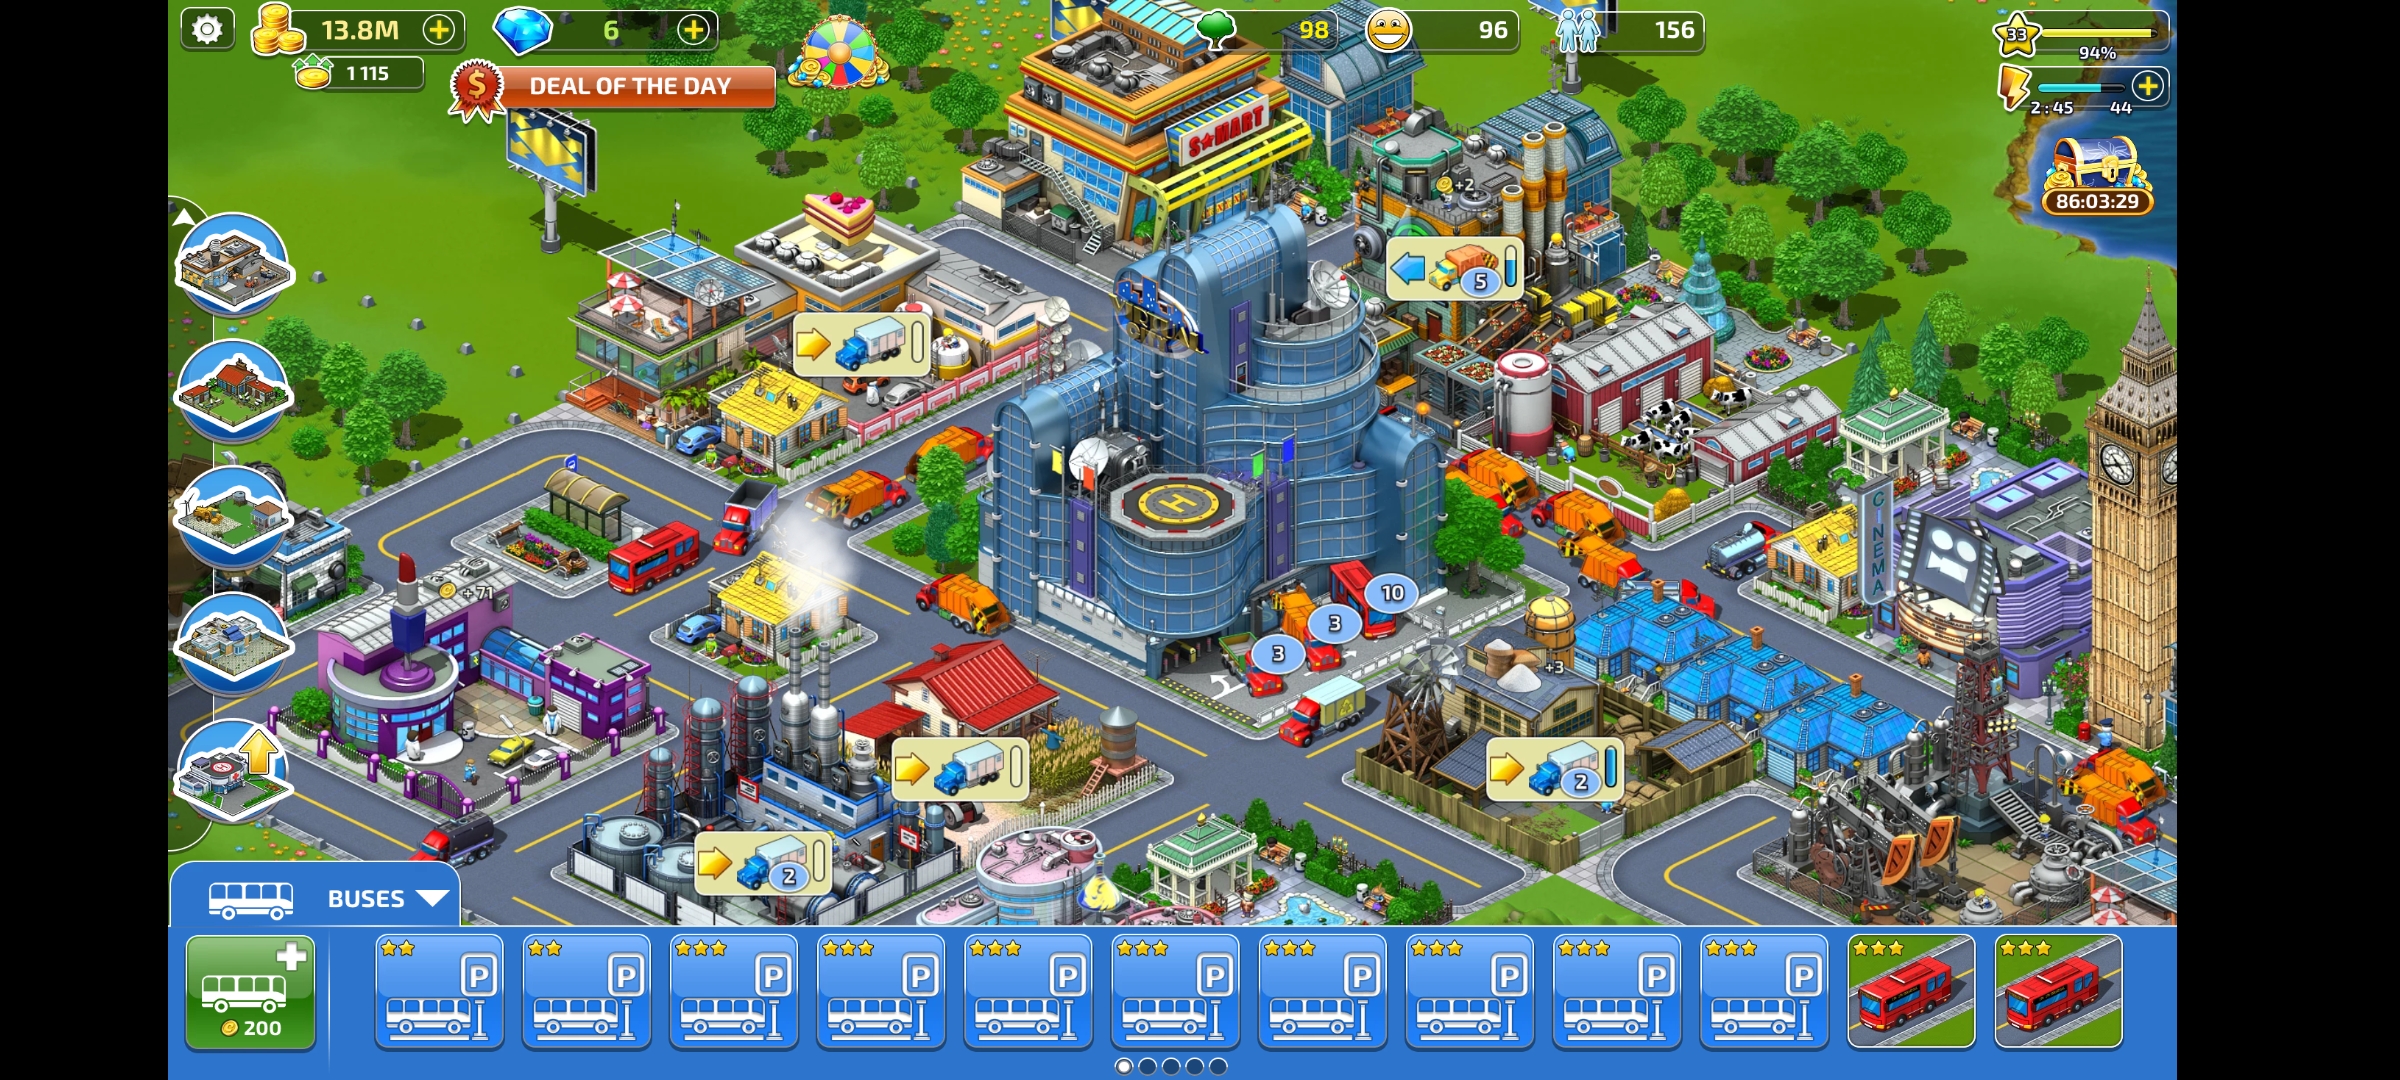 13.8M
6
98
96
156
33
94%
1 115
DEAL OF THE DAY
2:45
44
86:03:29
S★MART
+2
5
CINEMA
+71
10
3
3
+3
2
2
H
BUSES
200
P
P
P
P
P
P
P
P
P
P